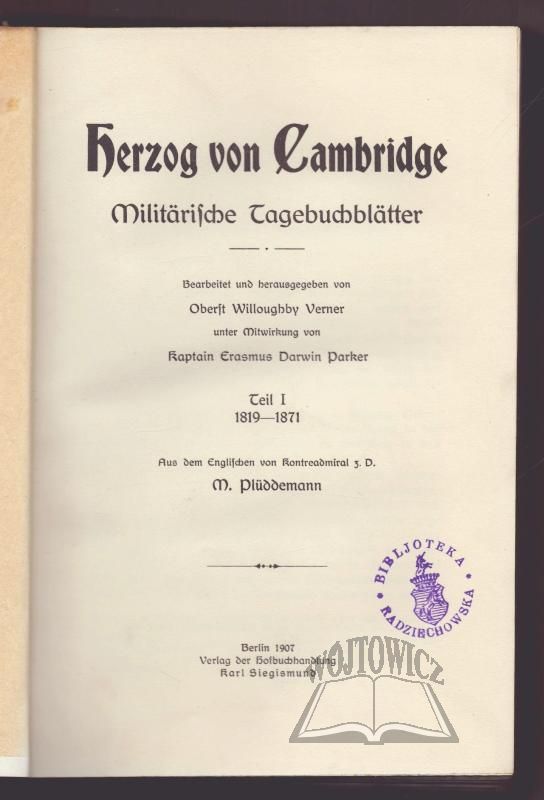 Herzog von Cambridge
Militärische Tagebuchblätter
Bearbeitet und herausgegeben von
Oberst Willoughby Verner
unter Mitwirkung von
Kaptain Erasmus Darwin Parker
Teil I
1819—1871
Aus dem Englischen von Kontreadmiral z. D.
M. Plüddemann
BIBLJOTEKA
RADZIECHOWSKA
Berlin 1907
Verlag der Hofbuchhandlung
Karl Siegismund
WÓJTOWICZ